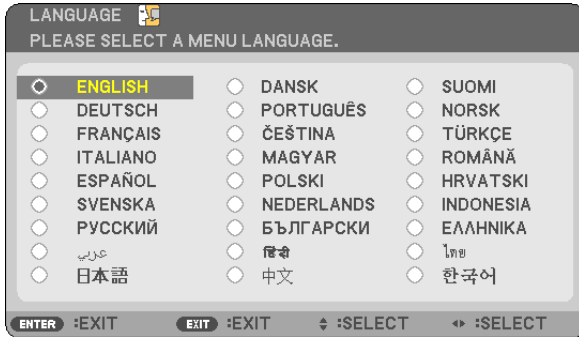 LANGUAGE
PLEASE SELECT A MENU LANGUAGE.
ENGLISH DANSK SUOMI
DEUTSCH PORTUGUÊS NORSK
FRANÇAIS ČEŠTINA TÜRKÇE
ITALIANO MAGYAR ROMÂNĂ
ESPAÑOL POLSKI HRVATSKI
SVENSKA NEDERLANDS INDONESIA
РУССКИЙ БЪЛГАРСКИ ΕΛΛΗΝΙΚΑ
عربي हिंदी ไทย
日本語 中文 한국어
ENTER :EXIT EXIT :EXIT :SELECT :SELECT